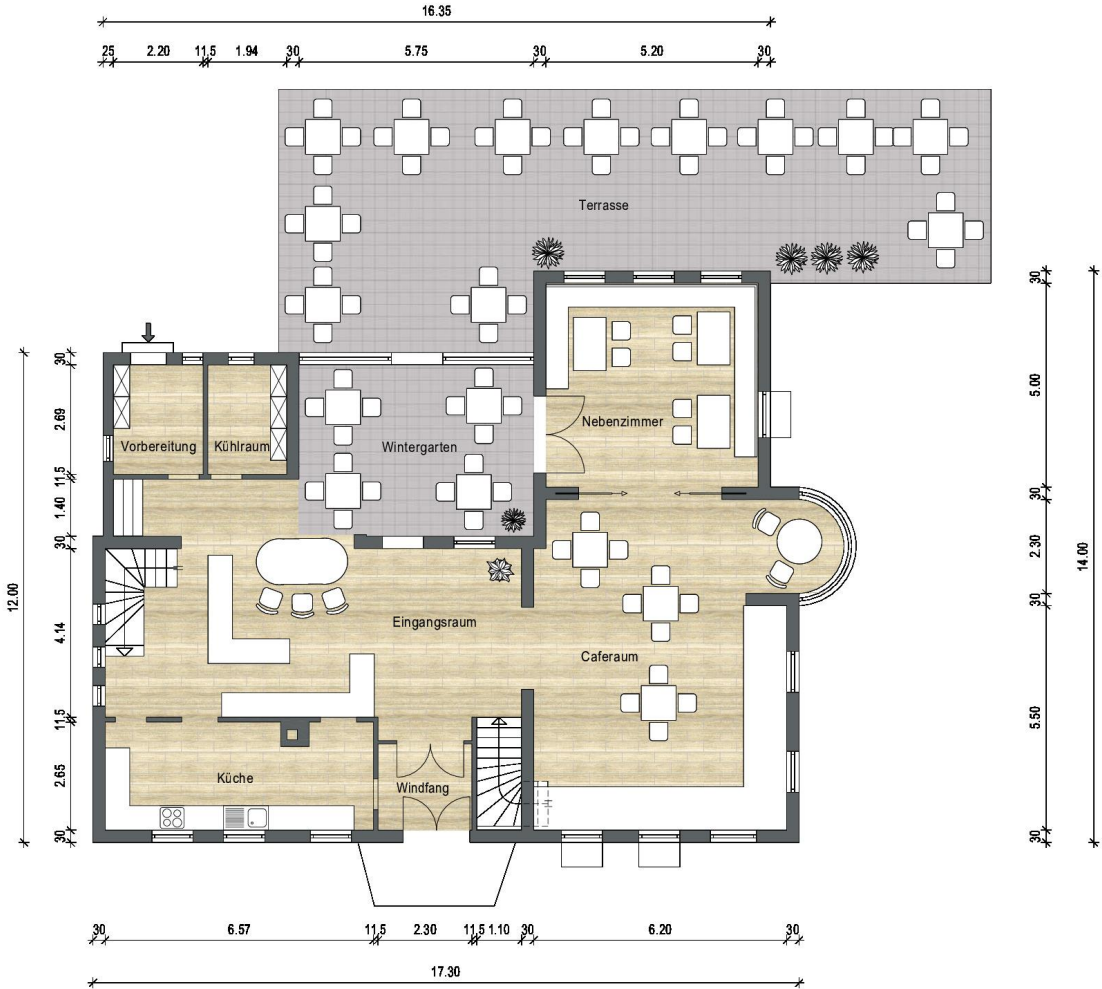 16.35
25 2.20 11,5 1.94 30 5.75 30 5.20 30
Terrasse
30
30
2.69
11,5
1.40
30
4.14
11,5
2.65
30
12.00
Vorbereitung
Kühlraum
Wintergarten
Nebenzimmer
Eingangsraum
Caferaum
Küche
Windfang
30
5.00
30
2.30
30
5.50
30
14.00
30 6.57 11,5 2.30 11,5 1.10 30 6.20 30
17.30